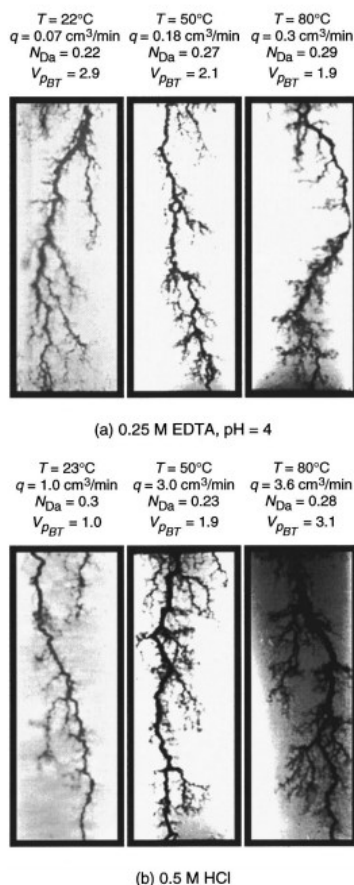 T = 22°C T = 50°C T = 80°C
q = 0.07 cm³/min q = 0.18 cm³/min q = 0.3 cm³/min
N_Da = 0.22 N_Da = 0.27 N_Da = 0.29
V_pBT = 2.9 V_pBT = 2.1 V_pBT = 1.9
(a) 0.25 M EDTA, pH = 4
T = 23°C T = 50°C T = 80°C
q = 1.0 cm³/min q = 3.0 cm³/min q = 3.6 cm³/min
N_Da = 0.3 N_Da = 0.23 N_Da = 0.28
V_pBT = 1.0 V_pBT = 1.9 V_pBT = 3.1
(b) 0.5 M HCl